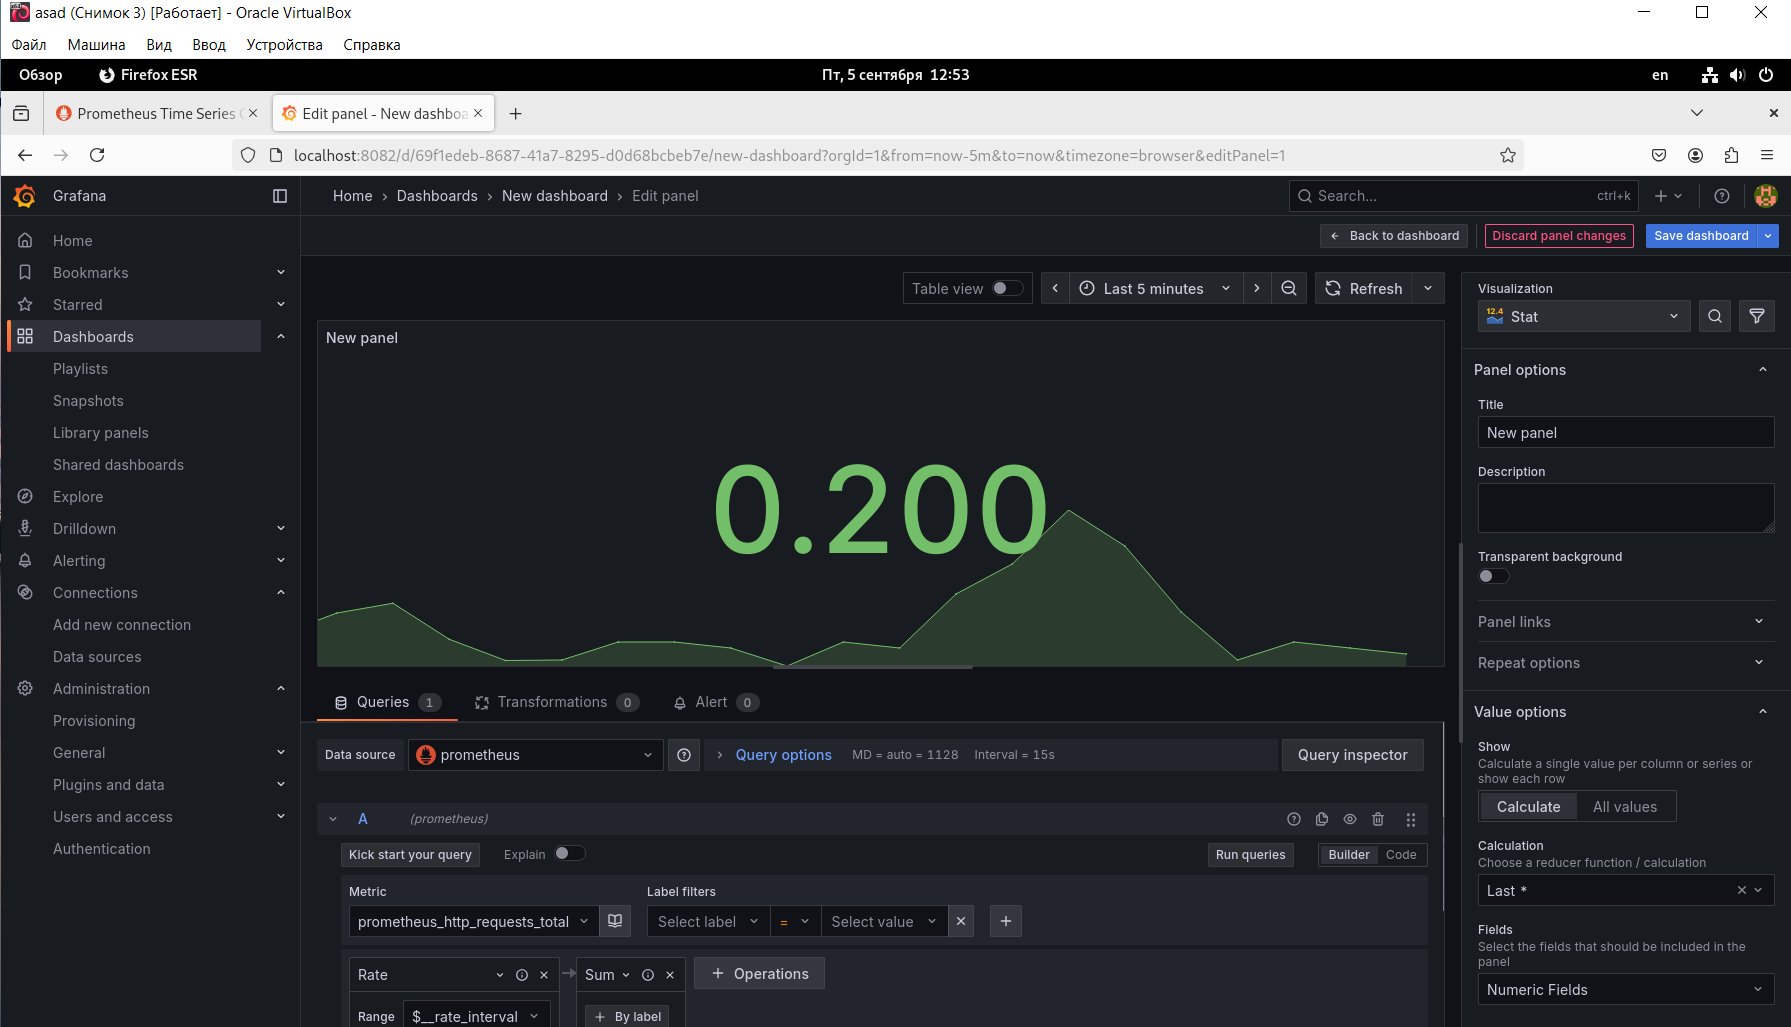 asad (Снимок 3) [Работает] - Oracle VirtualBox
Файл Машина Вид Ввод Устройства Справка
Обзор Firefox ESR Пт, 5 сентября 12:53 en
Prometheus Time Series Edit panel - New dashboa
localhost:8082/d/69f1edeb-8687-41a7-8295-d0d68bcbeb7e/new-dashboard?orgId=1&from=now-5m&to=now&timezone=browser&editPanel=1
Grafana
Home › Dashboards › New dashboard › Edit panel
Search... ctrl+k
Back to dashboard Discard panel changes Save dashboard
Home
Bookmarks
Starred
Dashboards
Playlists
Snapshots
Library panels
Shared dashboards
Explore
Drilldown
Alerting
Connections
Add new connection
Data sources
Administration
Provisioning
General
Plugins and data
Users and access
Authentication
Table view Last 5 minutes Refresh
New panel
0.200
Queries 1 Transformations 0 Alert 0
Data source prometheus Query options MD = auto = 1128 Interval = 15s Query inspector
A (prometheus)
Kick start your query Explain Run queries Builder Code
Metric Label filters
prometheus_http_requests_total Select label = Select value
Rate Sum + Operations
Range $__rate_interval + By label
Visualization
12.4 Stat
Panel options
Title
New panel
Description
Transparent background
Panel links
Repeat options
Value options
Show
Calculate a single value per column or series or
show each row
Calculate All values
Calculation
Choose a reducer function / calculation
Last *
Fields
Select the fields that should be included in the
panel
Numeric Fields